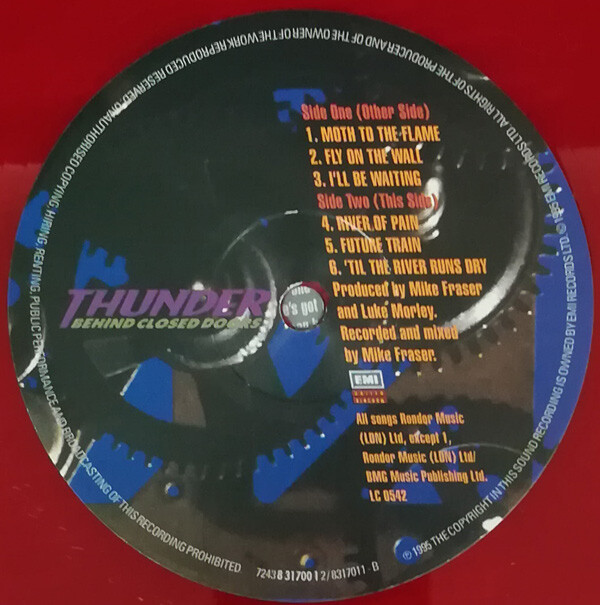 Side One (Other Side)
1. MOTH TO THE FLAME
2. FLY ON THE WALL
3. I'LL BE WAITING
Side Two (This Side)
4. RIVER OF PAIN
5. FUTURE TRAIN
6. 'TIL THE RIVER RUNS DRY
Produced by Mike Fraser
and Luke Morley.
Recorded and mixed
by Mike Fraser.
THUNDER
BEHIND CLOSED DOORS
's got
EMI
All songs Rondor Music
(LDN) Ltd, except 1,
Rondor Music (LDN) Ltd/
BMG Music Publishing Ltd.
LC 0542
℗ 1995 THE COPYRIGHT IN THIS SOUND RECORDING IS OWNED BY EMI RECORDS LTD. © 1995 EMI RECORDS LTD. ALL RIGHTS OF THE PRODUCER AND OF THE OWNER OF THE WORK REPRODUCED RESERVED. UNAUTHORISED COPYING, HIRING, RENTING, PUBLIC PERFORMANCE AND BROADCASTING OF THIS RECORDING PROHIBITED
7243 8 31700 1 2/8317011-B